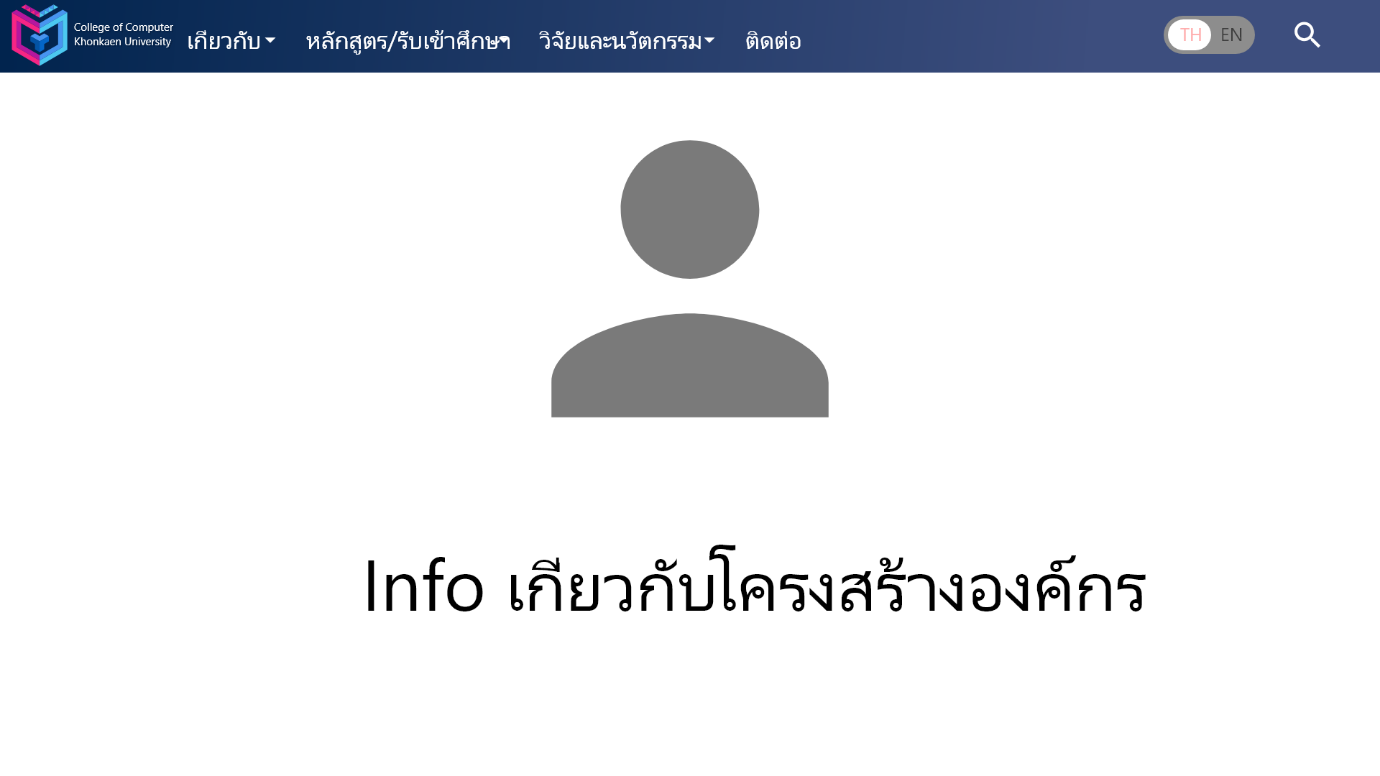 College of Computer
Khonkaen University
เกี่ยวกับ
หลักสูตร/รับเข้าศึกษา
วิจัยและนวัตกรรม
ติดต่อ
TH
EN
Info เกี่ยวกับโครงสร้างองค์กร